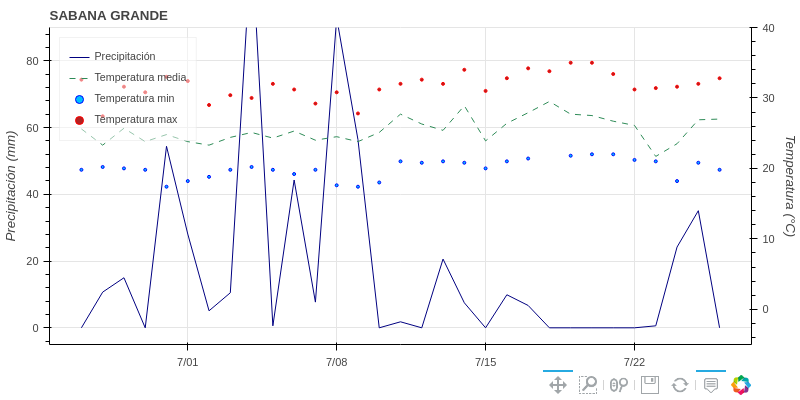 SABANA GRANDE
Precipitación
Temperatura media
Temperatura min
Temperatura max
Precipitación (mm)
80
60
40
20
0
Temperatura (°C)
40
30
20
10
0
7/01
7/08
7/15
7/22